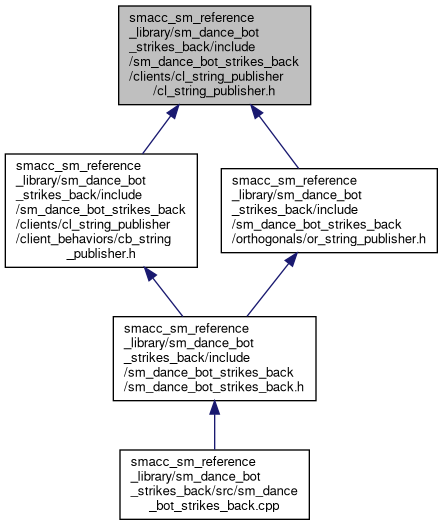 smacc_sm_reference
_library/sm_dance_bot
_strikes_back/include
/sm_dance_bot_strikes_back
/clients/cl_string_publisher
/cl_string_publisher.h
smacc_sm_reference
_library/sm_dance_bot
_strikes_back/include
/sm_dance_bot_strikes_back
/clients/cl_string_publisher
/client_behaviors/cb_string
_publisher.h
smacc_sm_reference
_library/sm_dance_bot
_strikes_back/include
/sm_dance_bot_strikes_back
/orthogonals/or_string_publisher.h
smacc_sm_reference
_library/sm_dance_bot
_strikes_back/include
/sm_dance_bot_strikes_back
/sm_dance_bot_strikes_back.h
smacc_sm_reference
_library/sm_dance_bot
_strikes_back/src/sm_dance
_bot_strikes_back.cpp